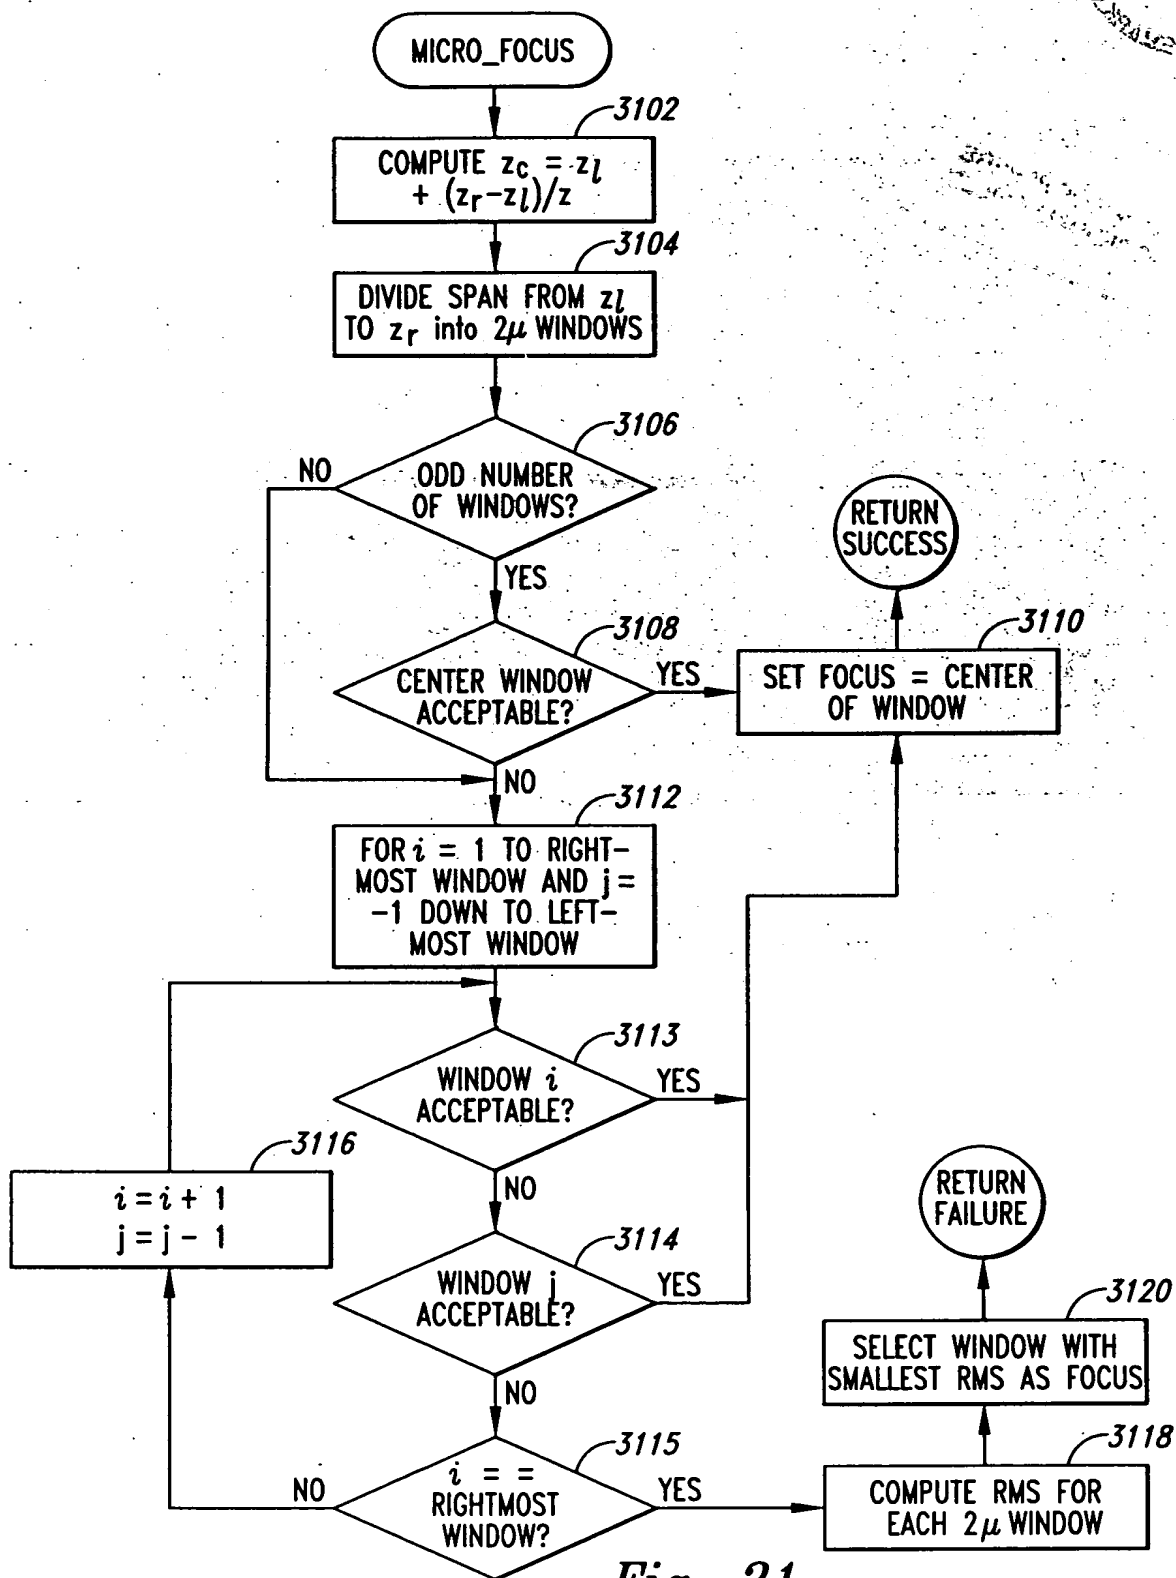 MICRO_FOCUS
3102
COMPUTE zc = zl
+ (zr-zl)/z
3104
DIVIDE SPAN FROM zl
TO zr into 2μ WINDOWS
3106
NO
ODD NUMBER
OF WINDOWS?
YES
RETURN
SUCCESS
3108
CENTER WINDOW
ACCEPTABLE?
YES
NO
3110
SET FOCUS = CENTER
OF WINDOW
3112
FOR i = 1 TO RIGHT-
MOST WINDOW AND j =
-1 DOWN TO LEFT-
MOST WINDOW
3113
WINDOW i
ACCEPTABLE?
YES
NO
3116
i = i + 1
j = j - 1
3114
WINDOW j
ACCEPTABLE?
YES
NO
RETURN
FAILURE
3120
SELECT WINDOW WITH
SMALLEST RMS AS FOCUS
3115
NO
i = =
RIGHTMOST
WINDOW?
YES
3118
COMPUTE RMS FOR
EACH 2μ WINDOW